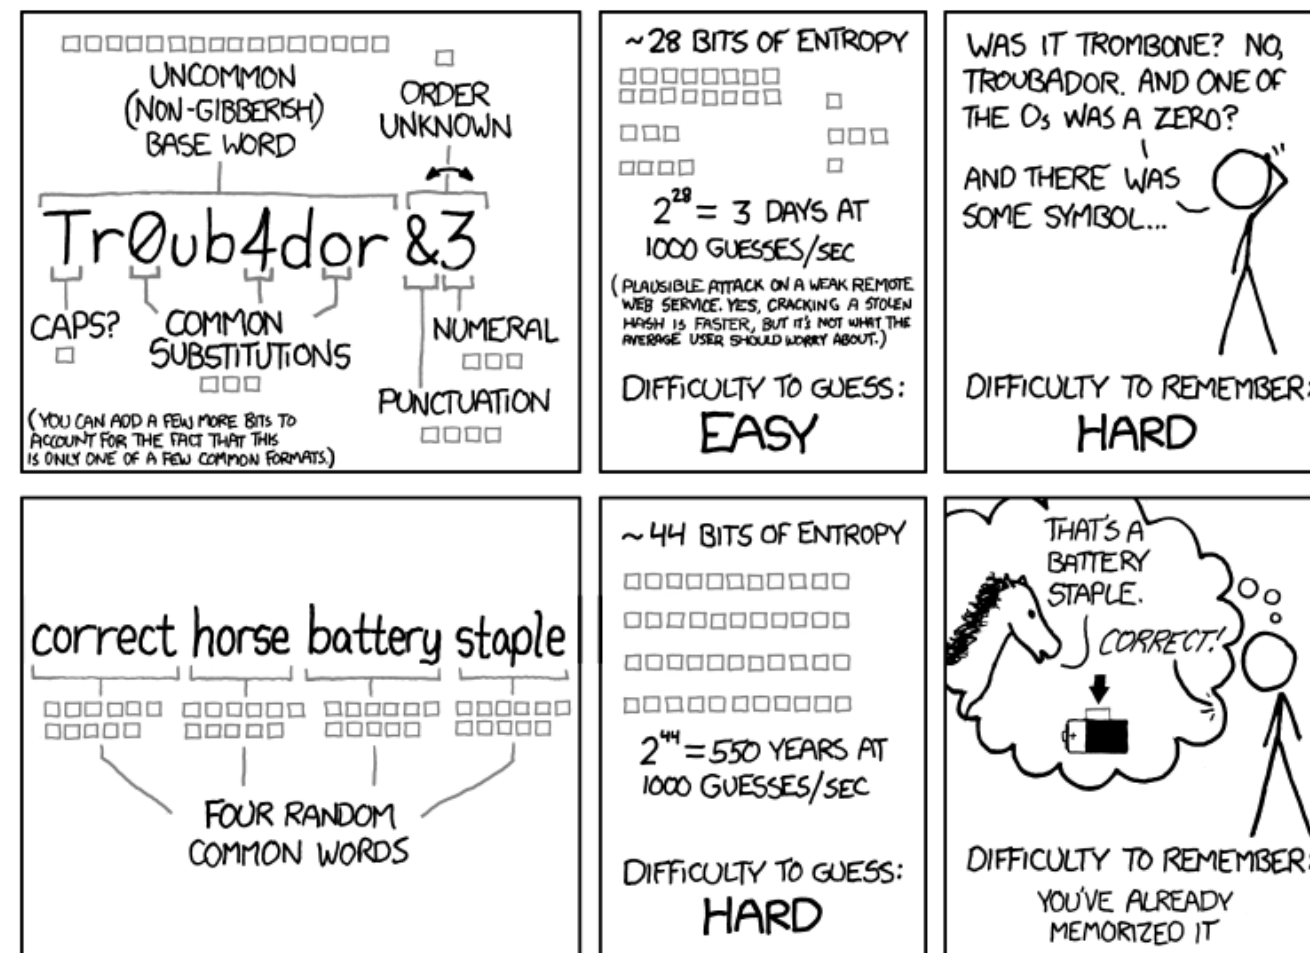 UNCOMMON
(NON-GIBBERISH)
BASE WORD
ORDER
UNKNOWN
Tr0ub4dor &3
CAPS?
COMMON
SUBSTITUTIONS
NUMERAL
PUNCTUATION
(YOU CAN ADD A FEW MORE BITS TO
ACCOUNT FOR THE FACT THAT THIS
IS ONLY ONE OF A FEW COMMON FORMATS.)
~28 BITS OF ENTROPY
2^28 = 3 DAYS AT
1000 GUESSES/SEC
(PLAUSIBLE ATTACK ON A WEAK REMOTE
WEB SERVICE. YES, CRACKING A STOLEN
HASH IS FASTER, BUT IT'S NOT WHAT THE
AVERAGE USER SHOULD WORRY ABOUT.)
DIFFICULTY TO GUESS:
EASY
WAS IT TROMBONE? NO,
TROUBADOR. AND ONE OF
THE Os WAS A ZERO?
AND THERE WAS
SOME SYMBOL...
DIFFICULTY TO REMEMBER:
HARD
correct horse battery staple
FOUR RANDOM
COMMON WORDS
~44 BITS OF ENTROPY
2^44 = 550 YEARS AT
1000 GUESSES/SEC
DIFFICULTY TO GUESS:
HARD
THAT'S A
BATTERY
STAPLE.
CORRECT!
DIFFICULTY TO REMEMBER:
YOU'VE ALREADY
MEMORIZED IT